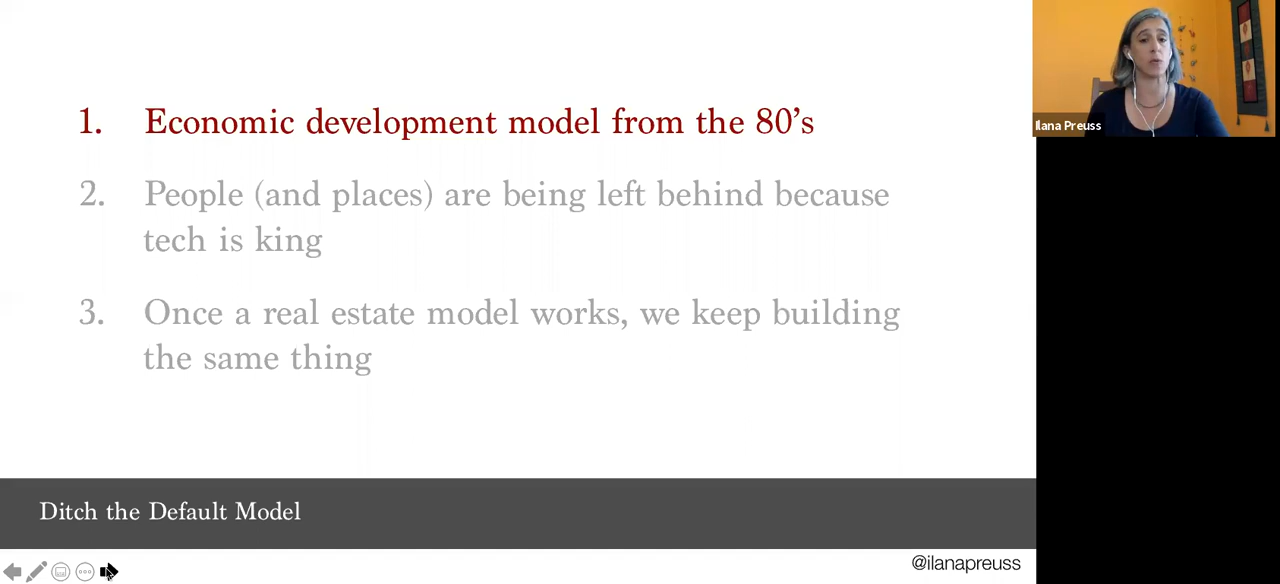 1. Economic development model from the 80’s
2. People (and places) are being left behind because
tech is king
3. Once a real estate model works, we keep building
the same thing
Ditch the Default Model
@ilanapreuss
Ilana Preuss